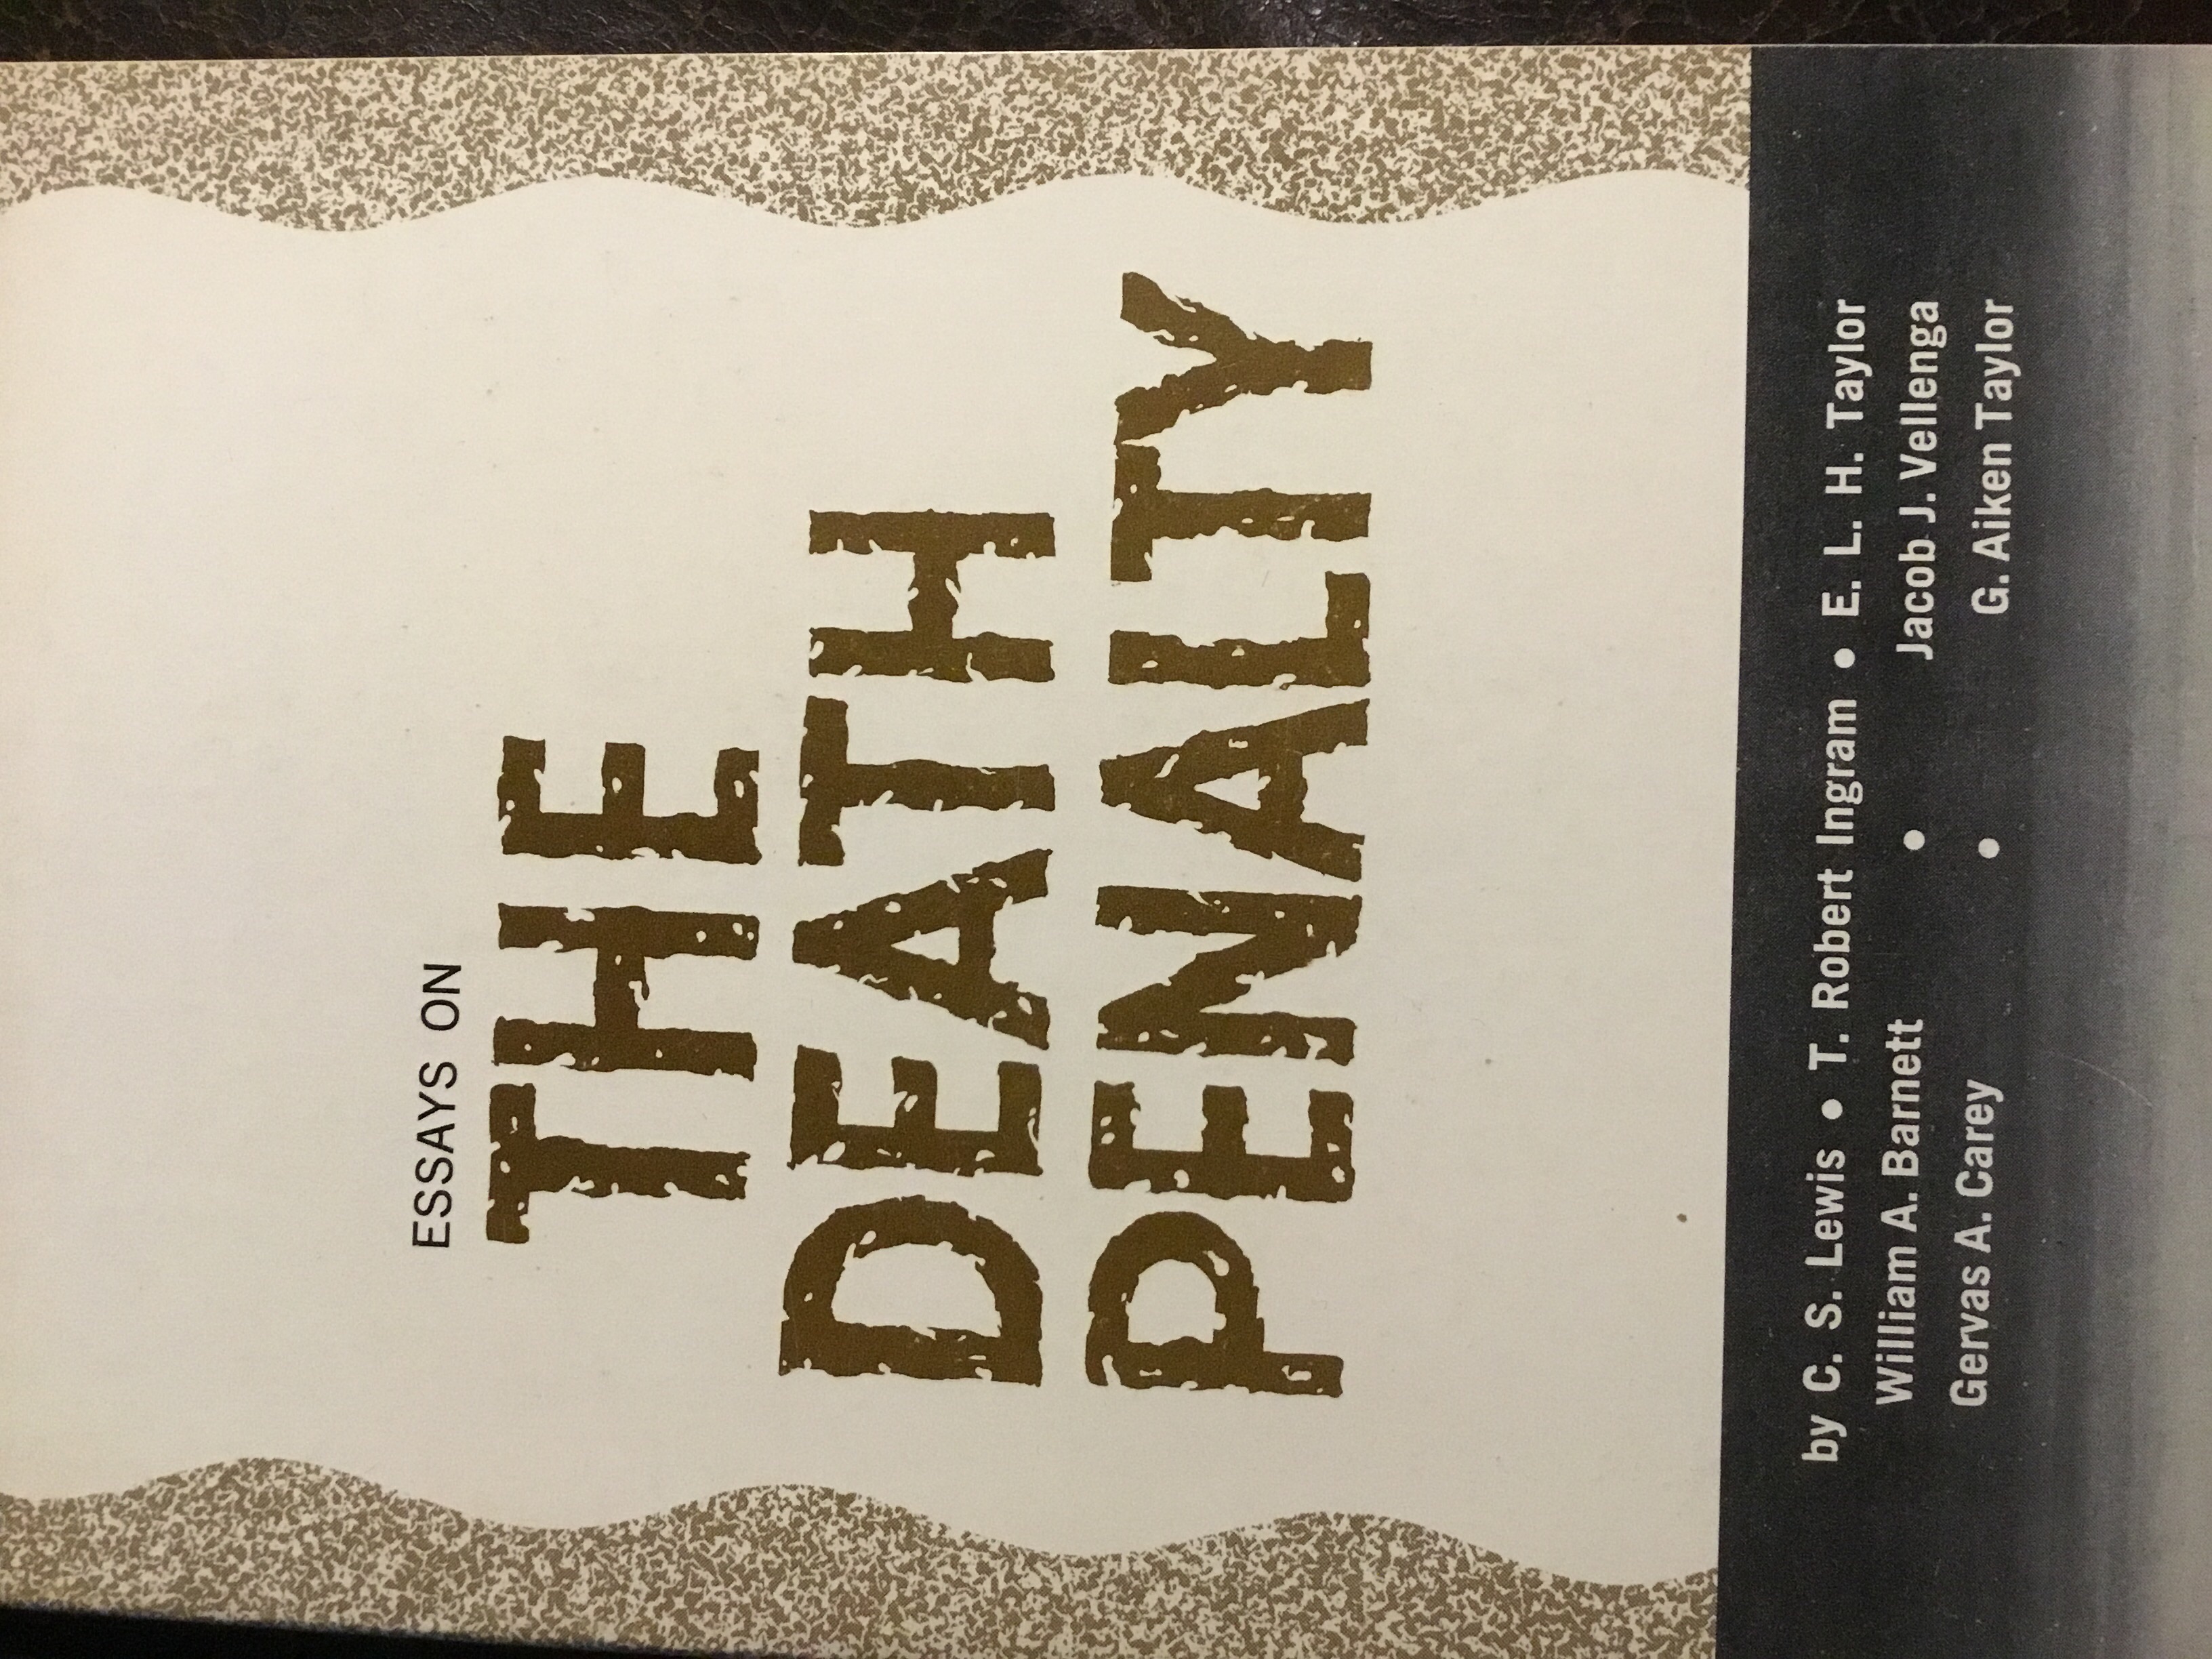 ESSAYS ON
THE
DEATH
PENALTY
by C. S. Lewis • T. Robert Ingram • E. L. H. Taylor
William A. Barnett • Jacob J. Vellenga
Gervas A. Carey • G. Aiken Taylor